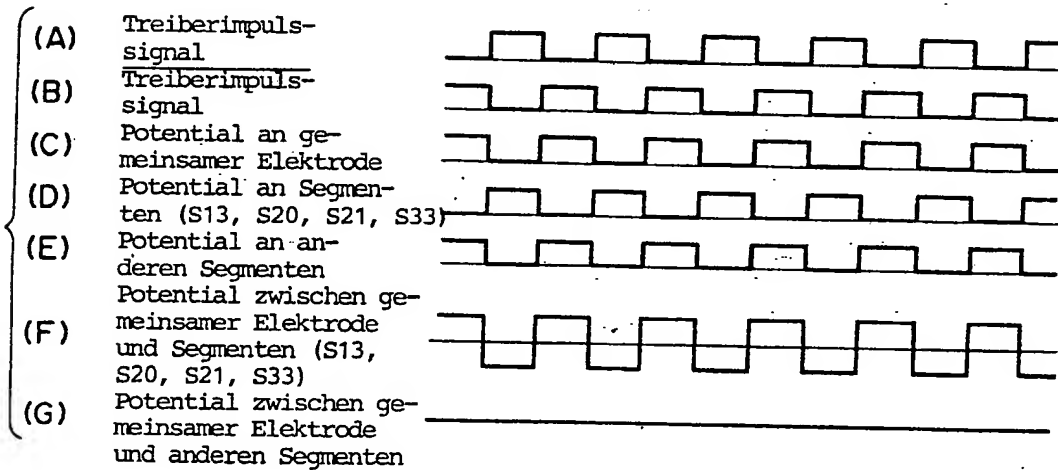 (A) Treiberimpuls-
signal
(B) Treiberimpuls-
signal
(C) Potential an ge-
meinsamer Elektrode
(D) Potential an Segmen-
ten (S13, S20, S21, S33)
(E) Potential an an-
deren Segmenten
(F) Potential zwischen ge-
meinsamer Elektrode
und Segmenten (S13,
S20, S21, S33)
(G) Potential zwischen ge-
meinsamer Elektrode
und anderen Segmenten